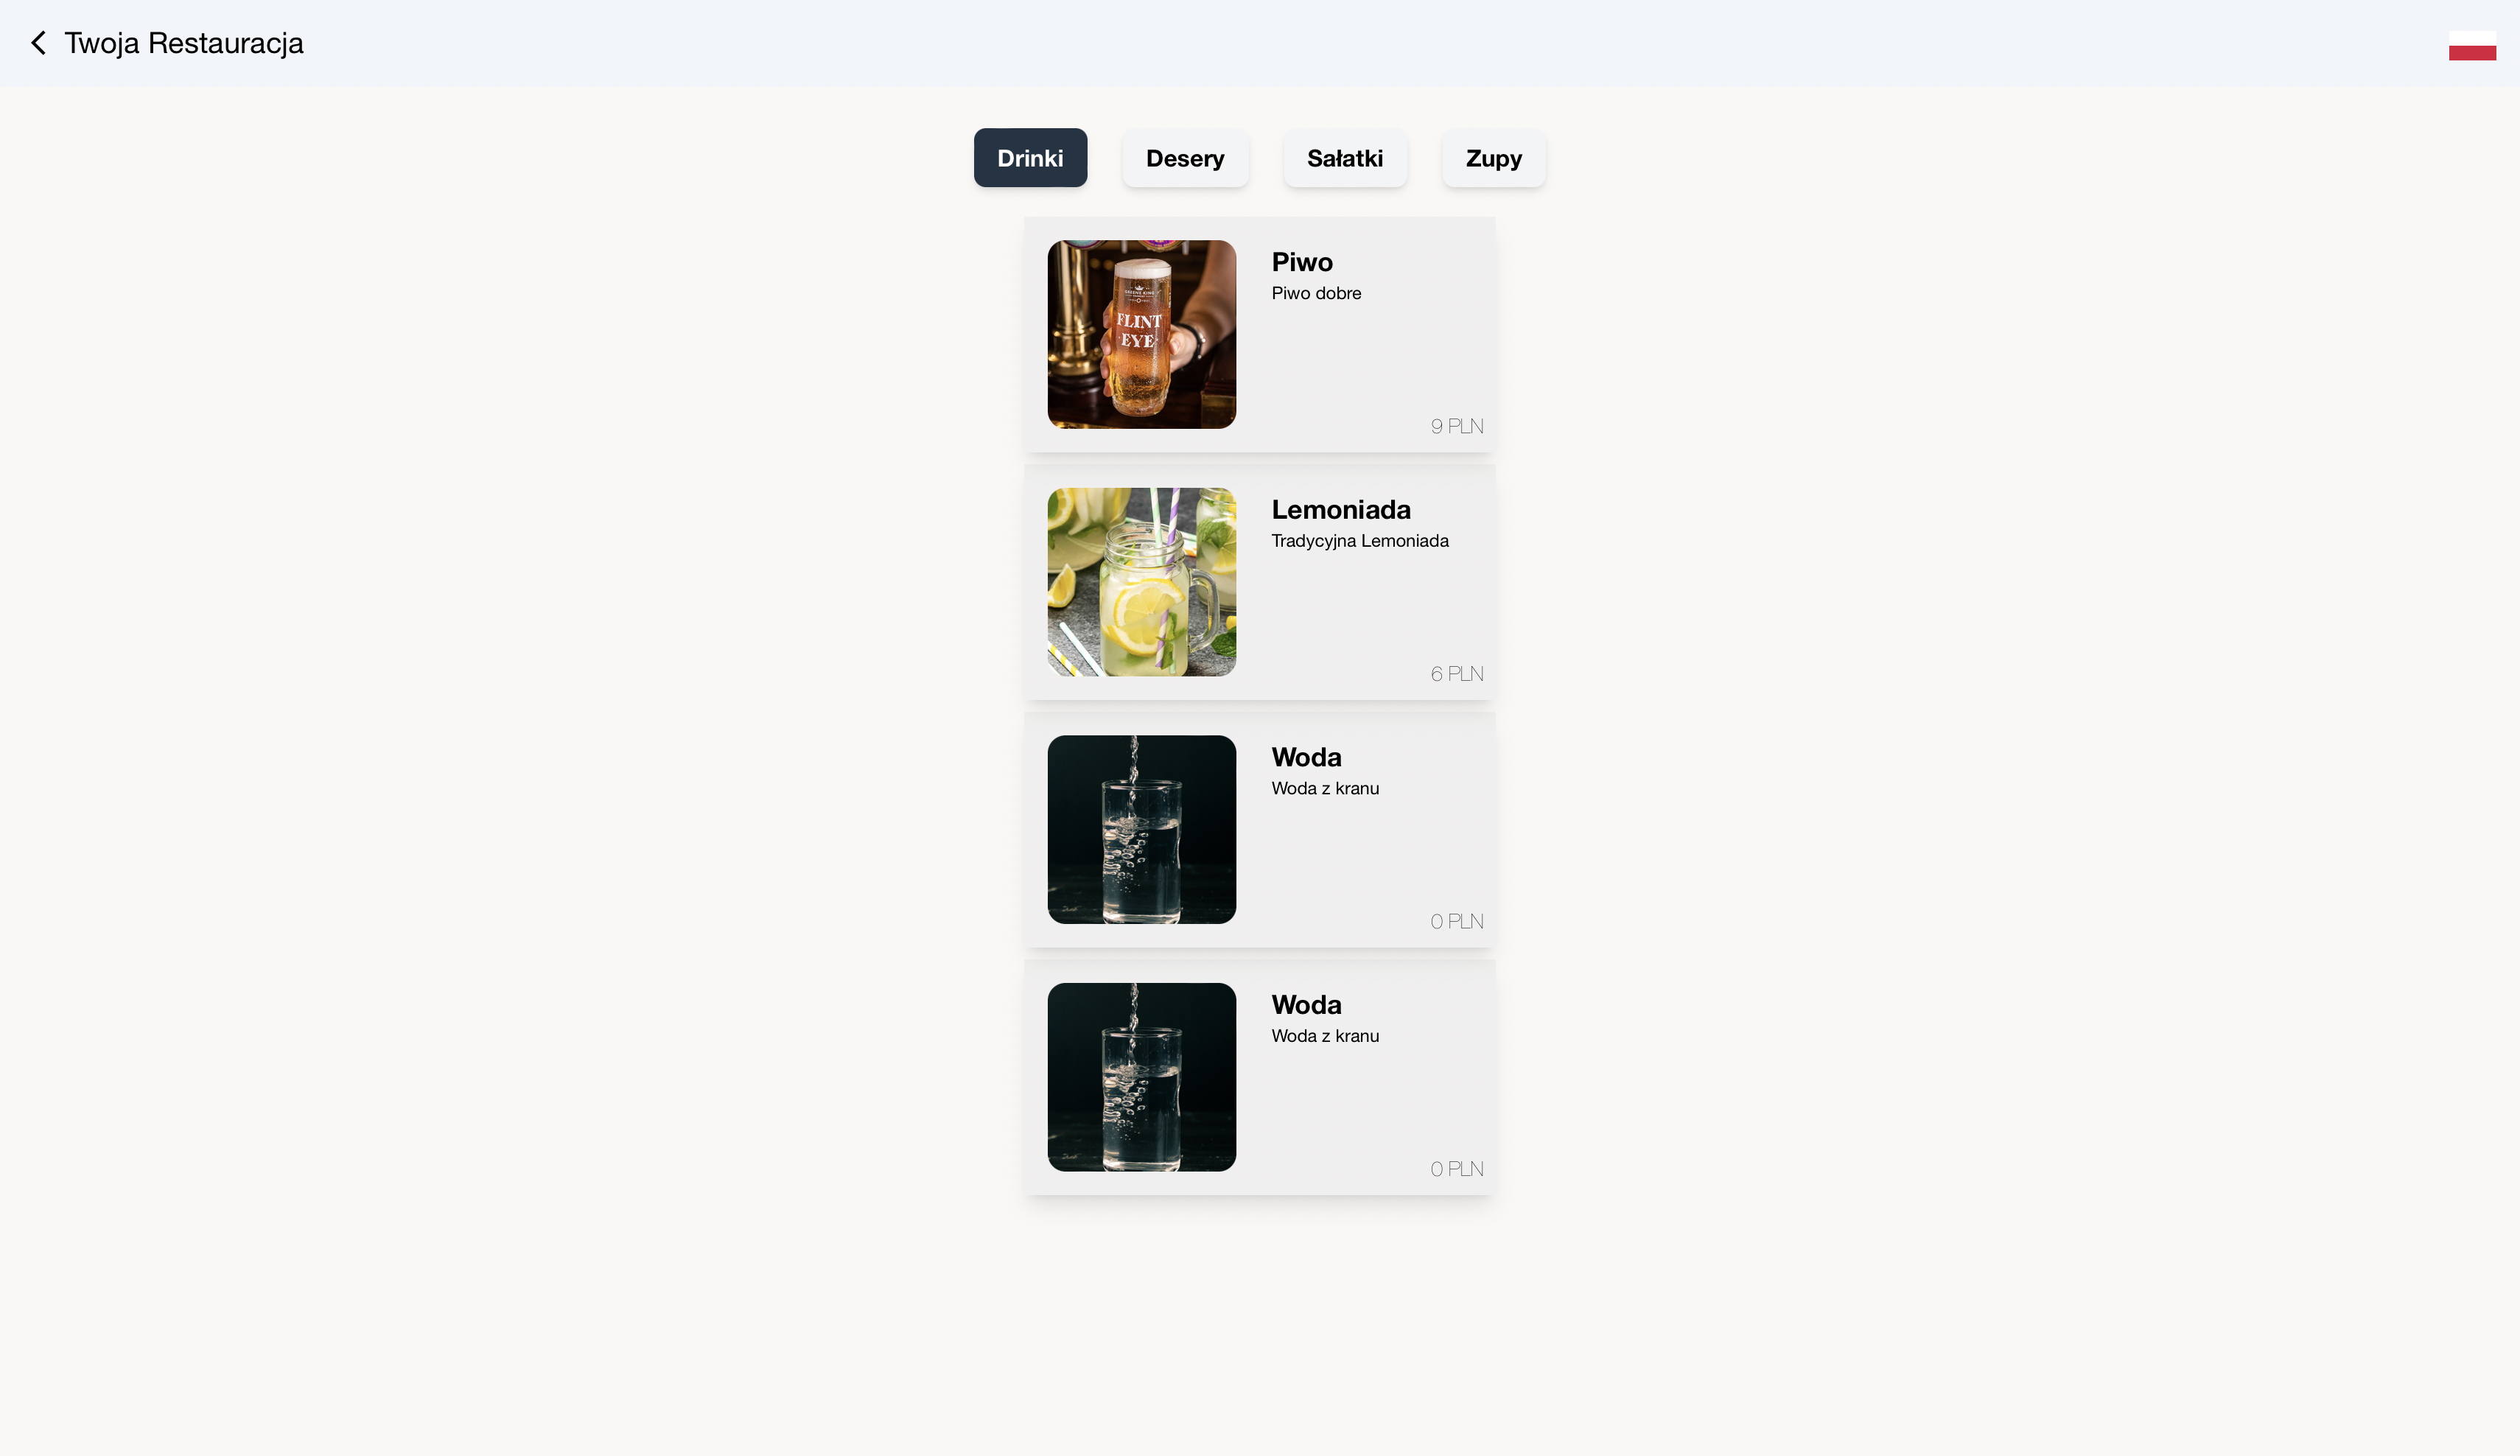 Twoja Restauracja
Drinki
Desery
Sałatki
Zupy
Piwo
Piwo dobre
FLINT
EYE
9 PLN
Lemoniada
Tradycyjna Lemoniada
6 PLN
Woda
Woda z kranu
0 PLN
Woda
Woda z kranu
0 PLN